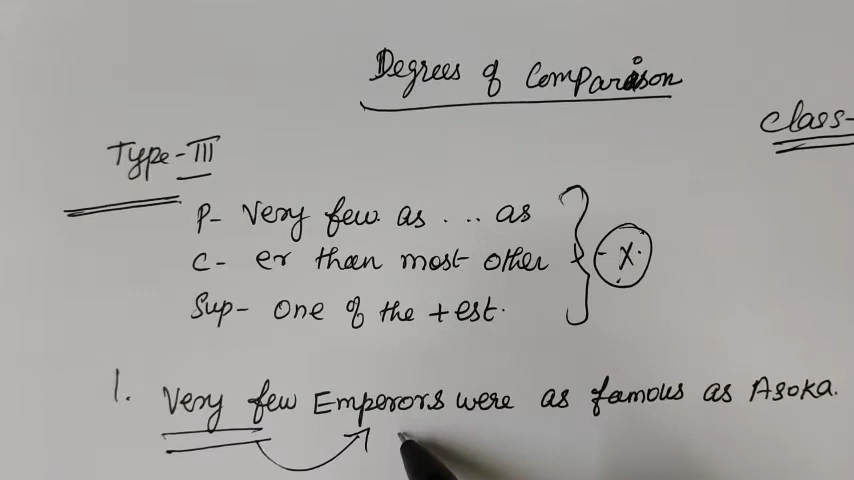 Degrees of Comparison
Class-
Type-III
P- Very few as ... as
C- er than most other + - X.
Sup- One of the + est.
1. Very few Emperors were as famous as Asoka.